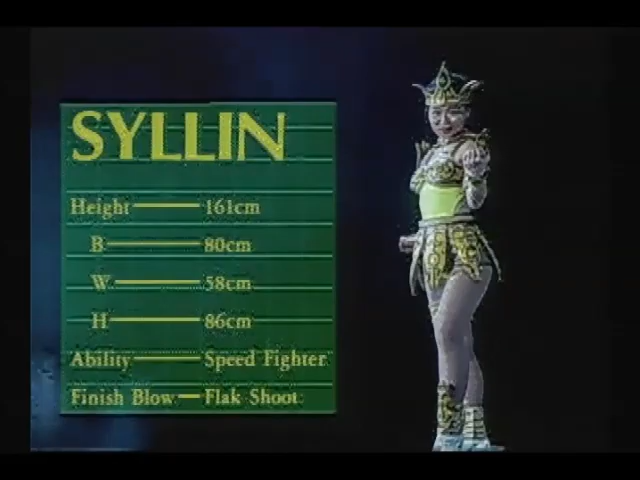 SYLLIN
Height 161cm
B 80cm
W 58cm
H 86cm
Ability Speed Fighter
Finish Blow Flak Shoot